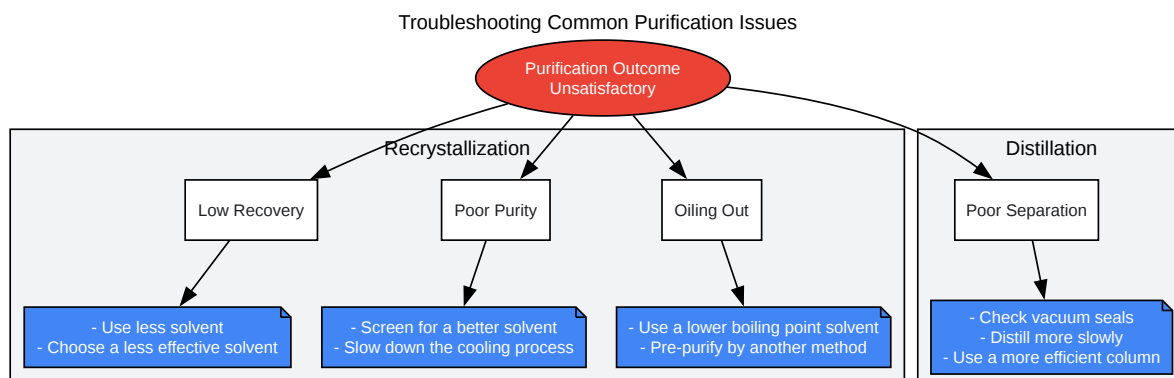 Troubleshooting Common Purification Issues
Purification Outcome
Unsatisfactory
Recrystallization
Distillation
Low Recovery
Poor Purity
Oiling Out
Poor Separation
- Use less solvent
- Choose a less effective solvent
- Screen for a better solvent
- Slow down the cooling process
- Use a lower boiling point solvent
- Pre-purify by another method
- Check vacuum seals
- Distill more slowly
- Use a more efficient column